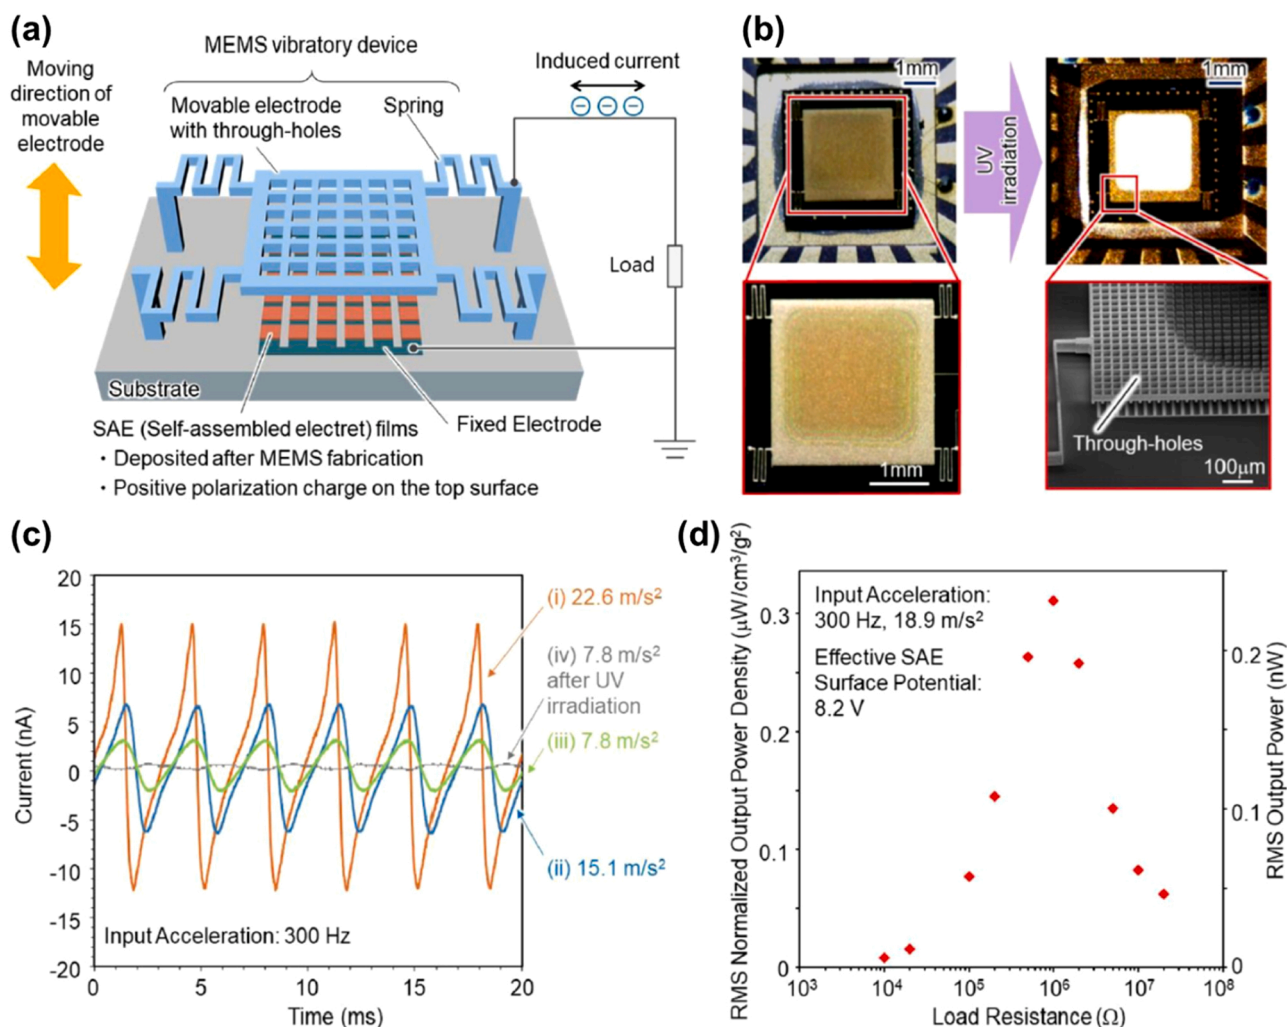 (a)
MEMS vibratory device
Moving
direction of
movable
electrode
Movable electrode
with through-holes
Spring
Induced current
Load
Substrate
Fixed Electrode
SAE (Self-assembled electret) films
・Deposited after MEMS fabrication
・Positive polarization charge on the top surface
(b)
1mm
UV
irradiation
1mm
1mm
Through-holes
100μm
(c)
Current (nA)
20
15
10
5
0
-5
-10
-15
-20
(i) 22.6 m/s²
(iv) 7.8 m/s²
after UV
irradiation
(iii) 7.8 m/s²
(ii) 15.1 m/s²
Input Acceleration: 300 Hz
0 5 10 15 20
Time (ms)
(d)
RMS Normalized Output Power Density (μW/cm³/g²)
0.3
0.2
0.1
0
Input Acceleration:
300 Hz, 18.9 m/s²
Effective SAE
Surface Potential:
8.2 V
0.2
0.1
0
RMS Output Power (nW)
10³ 10⁴ 10⁵ 10⁶ 10⁷ 10⁸
Load Resistance (Ω)